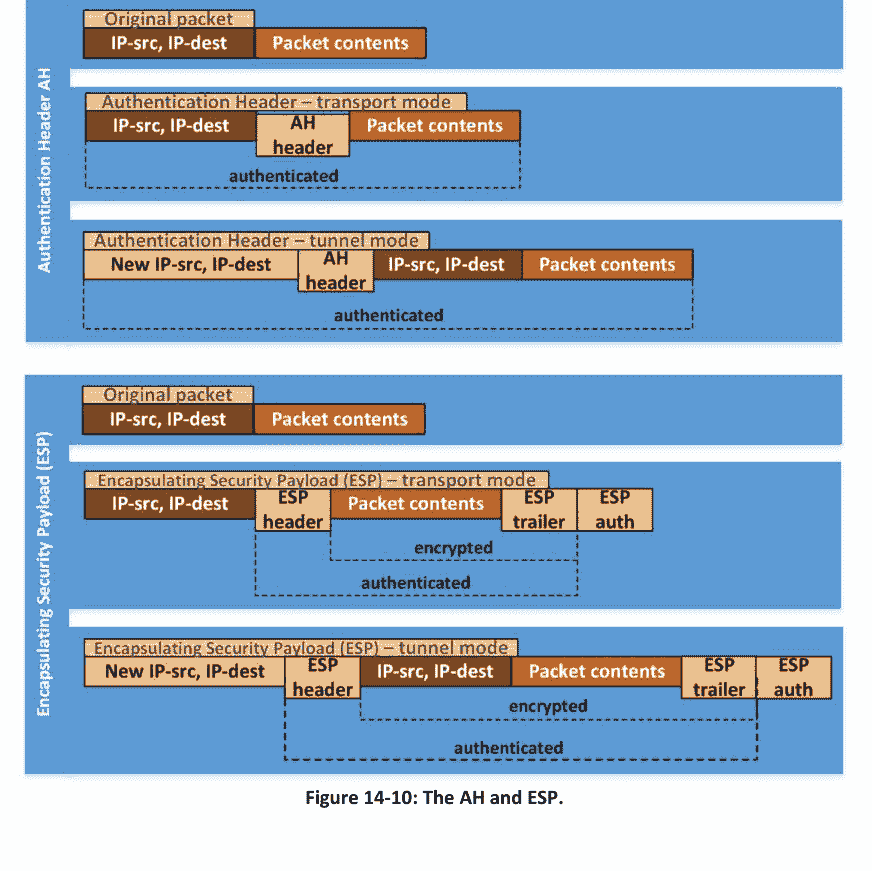 Authentication Header AH
Original packet
IP-src, IP-dest Packet contents
Authentication Header – transport mode
IP-src, IP-dest AH header Packet contents
authenticated
Authentication Header – tunnel mode
New IP-src, IP-dest AH header IP-src, IP-dest Packet contents
authenticated
Encapsulating Security Payload (ESP)
Original packet
IP-src, IP-dest Packet contents
Encapsulating Security Payload (ESP) – transport mode
IP-src, IP-dest ESP header Packet contents ESP trailer ESP auth
encrypted
authenticated
Encapsulating Security Payload (ESP) – tunnel mode
New IP-src, IP-dest ESP header IP-src, IP-dest Packet contents ESP trailer ESP auth
encrypted
authenticated
Figure 14-10: The AH and ESP.